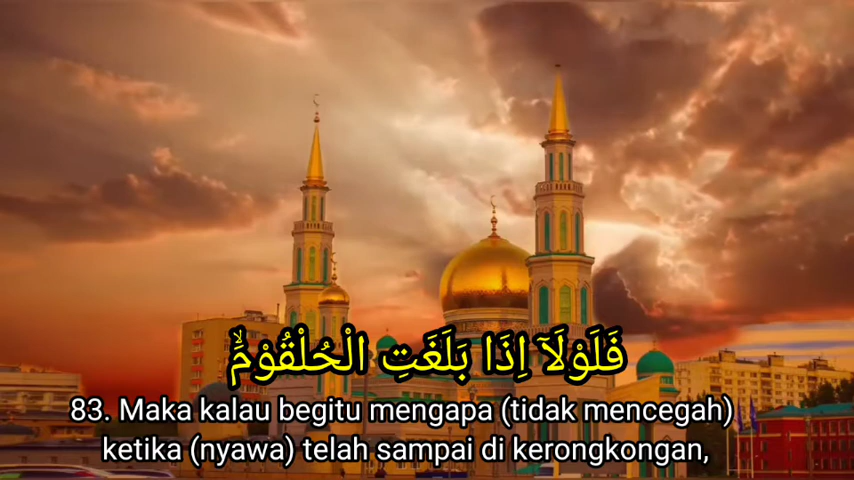 فَلَوْلَآ اِذَا بَلَغَتِ الْحُلْقُوْمَۙ
83. Maka kalau begitu mengapa (tidak mencegah)
ketika (nyawa) telah sampai di kerongkongan,